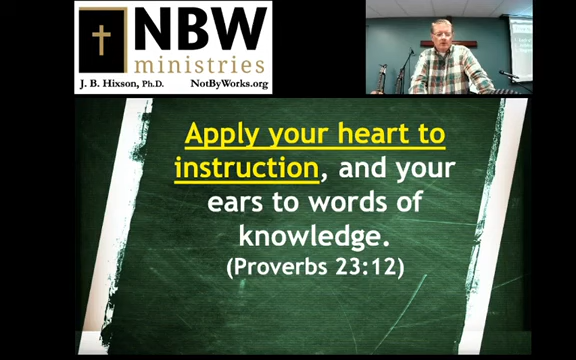 NBW
ministries
J. B. Hixson, Ph.D. NotByWorks.org
Apply your heart to
instruction, and your
ears to words of
knowledge.
(Proverbs 23:12)